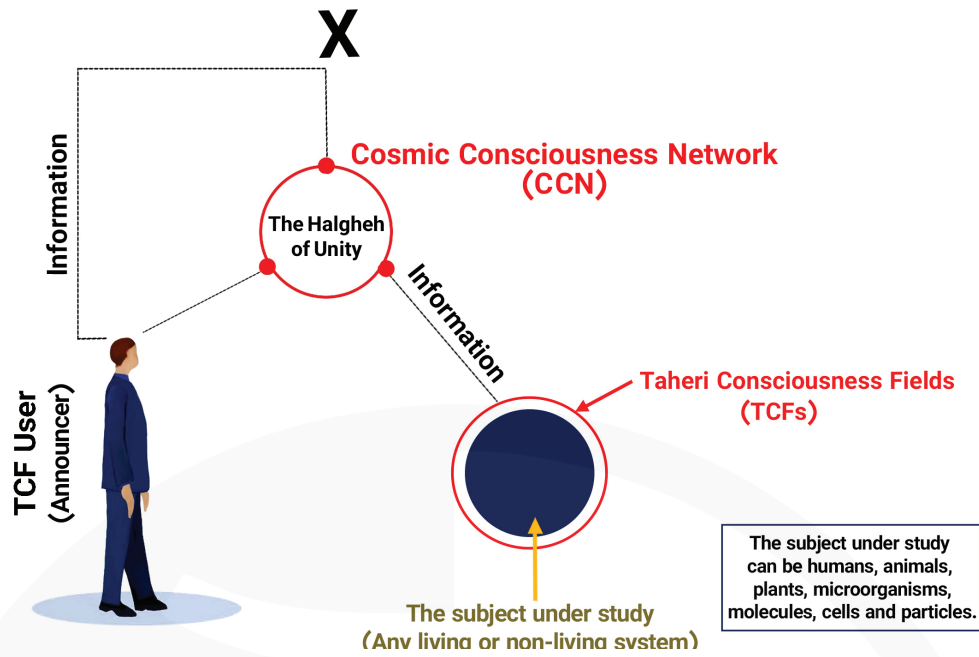 X
Information
Cosmic Consciousness Network
(CCN)
The Halgheh
of Unity
Information
TCF User
(Announcer)
Taheri Consciousness Fields
(TCFs)
The subject under study
(Any living or non-living system)
The subject under study
can be humans, animals,
plants, microorganisms,
molecules, cells and particles.